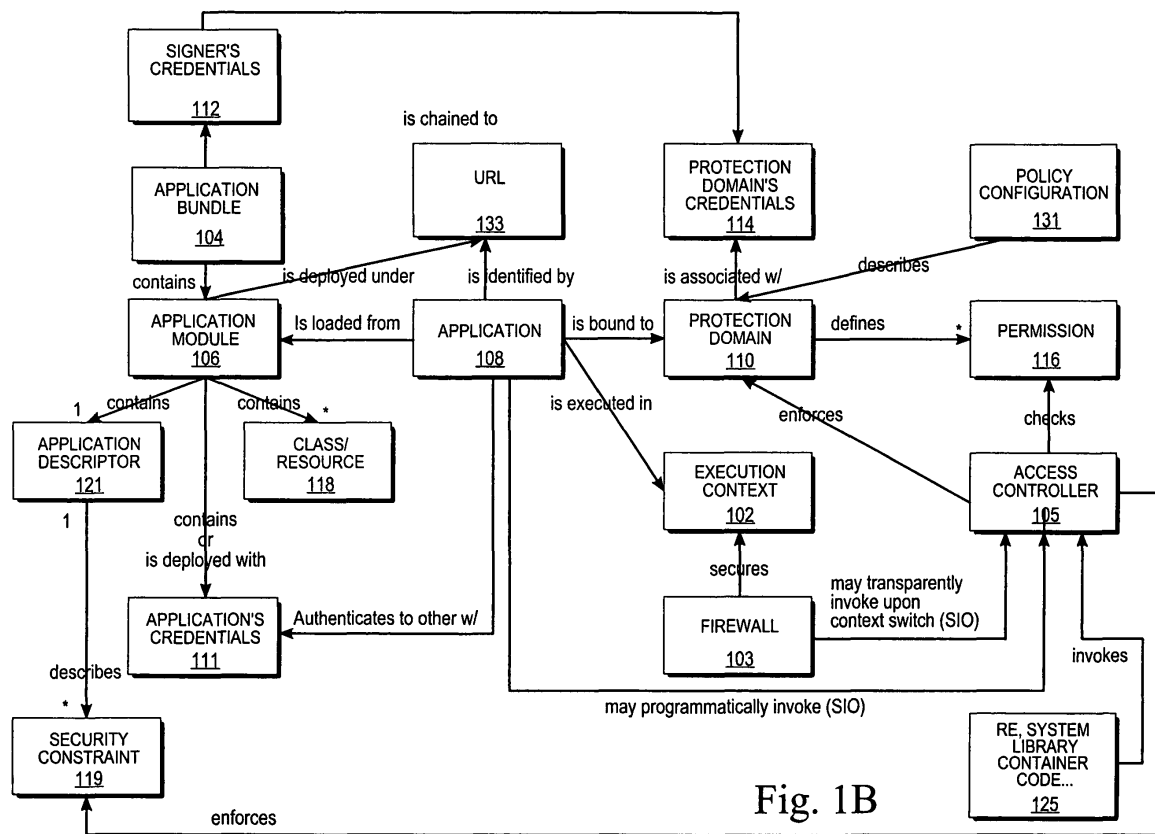 SIGNER'S
CREDENTIALS
112
is chained to
APPLICATION
BUNDLE
104
URL
133
PROTECTION
DOMAIN'S
CREDENTIALS
114
POLICY
CONFIGURATION
131
contains
is deployed under
is identified by
is associated w/
describes
APPLICATION
MODULE
106
Is loaded from
APPLICATION
108
is bound to
PROTECTION
DOMAIN
110
defines
*
PERMISSION
116
1
contains
contains
*
is executed in
enforces
checks
APPLICATION
DESCRIPTOR
121
CLASS/
RESOURCE
118
EXECUTION
CONTEXT
102
ACCESS
CONTROLLER
105
1
contains
or
is deployed with
secures
may transparently
invoke upon
context switch (SIO)
APPLICATION'S
CREDENTIALS
111
Authenticates to other w/
FIREWALL
103
invokes
describes
*
may programmatically invoke (SIO)
SECURITY
CONSTRAINT
119
RE, SYSTEM
LIBRARY
CONTAINER
CODE...
125
enforces
Fig. 1B